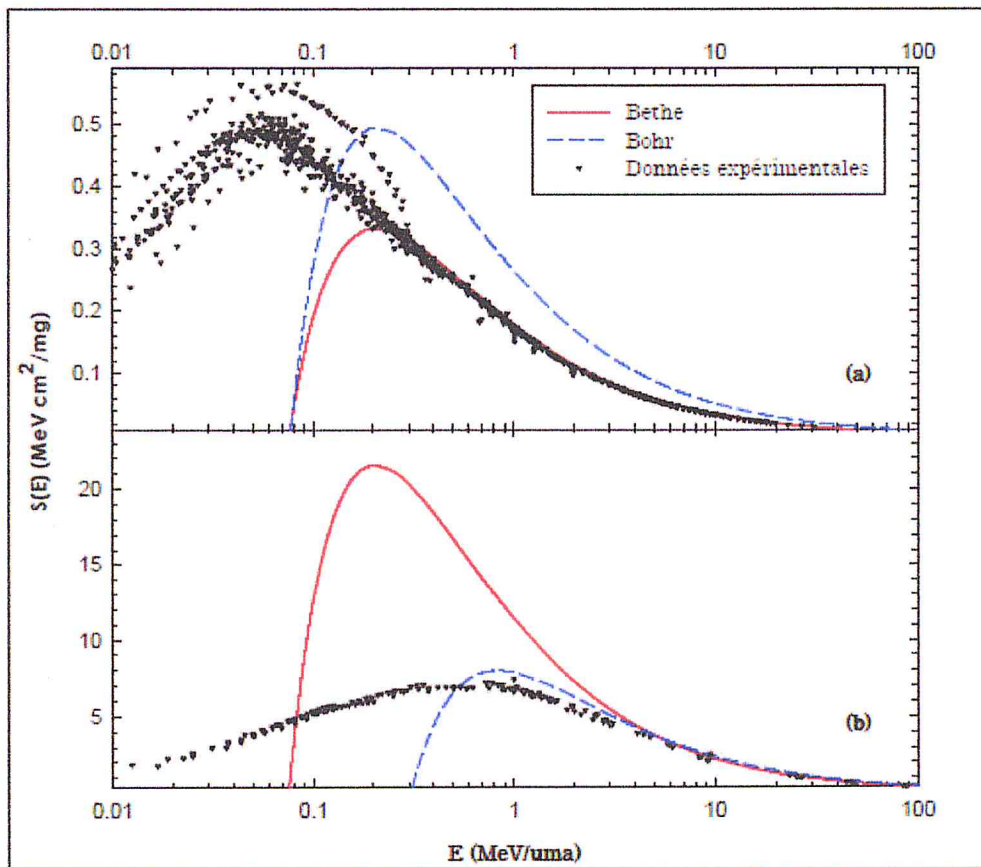 0.01 0.1 1 10 100
Bethe
Bohr
Données expérimentales
0.5
0.4
0.3
0.2
0.1
(a)
S(E) (MeV cm²/mg)
20
15
10
5
(b)
0.01 0.1 1 10 100
E (MeV/uma)